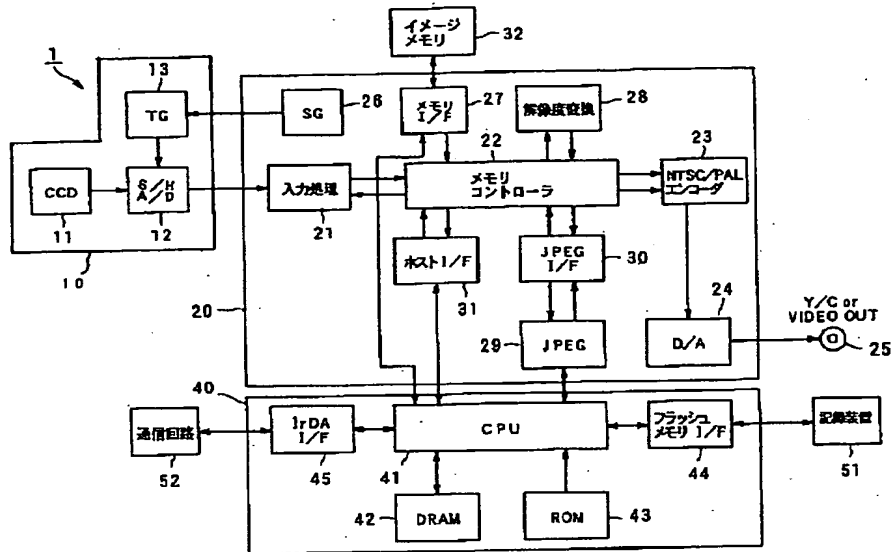 イメージ
メモリ
32
1
13
TG
SG
26
メモリ
I/F
27
解像度変換
28
22
メモリ
コントローラ
23
NTSC/PAL
エンコーダ
CCD
11
S/H
A/D
12
入力処理
21
10
ホスト I/F
31
JPEG
I/F
30
20
29
JPEG
24
D/A
Y/C or
VIDEO OUT
25
40
通信回路
52
IrDA
I/F
45
CPU
41
フラッシュ
メモリ I/F
44
記録装置
51
42
DRAM
ROM
43